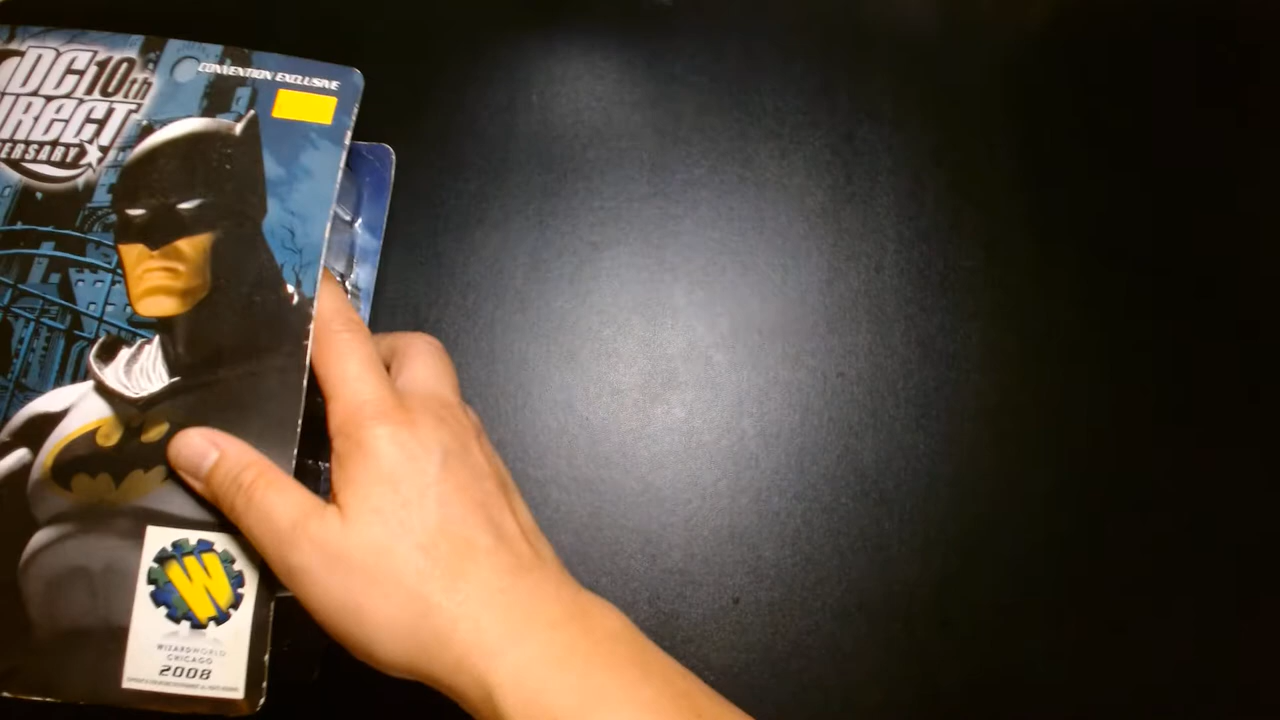 DC 10th
IRECT
ERSARY
CONVENTION EXCLUSIVE
W
WIZARDWORLD
CHICAGO
2008